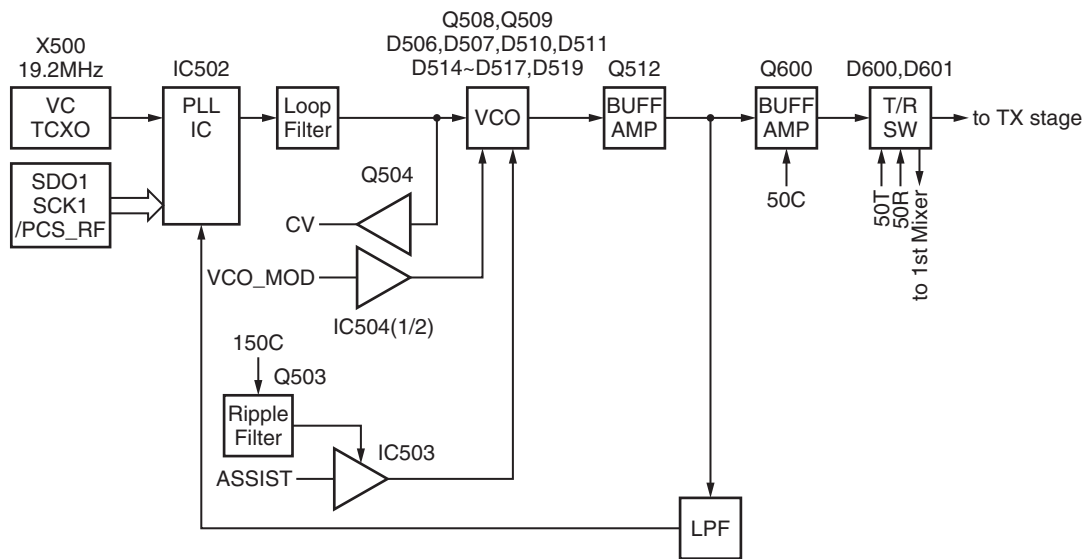 Q508,Q509
D506,D507,D510,D511
D514~D517,D519
X500
19.2MHz
IC502
Q512
Q600
D600,D601
VC
TCXO
PLL
IC
Loop
Filter
VCO
BUFF
AMP
BUFF
AMP
T/R
SW
to TX stage
SDO1
SCK1
/PCS_RF
Q504
CV
50C
50T
50R
to 1st Mixer
VCO_MOD
IC504(1/2)
150C
Q503
Ripple
Filter
IC503
ASSIST
LPF